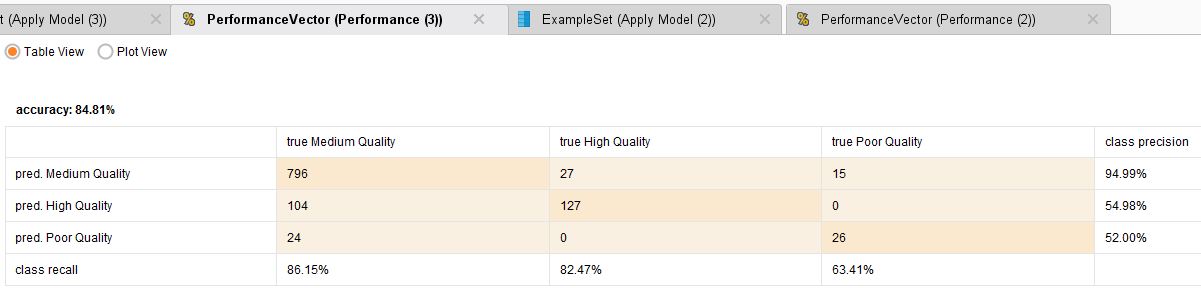 t (Apply Model (3)) PerformanceVector (Performance (3)) ExampleSet (Apply Model (2)) PerformanceVector (Performance (2))
Table View Plot View
accuracy: 84.81%
true Medium Quality true High Quality true Poor Quality class precision
pred. Medium Quality 796 27 15 94.99%
pred. High Quality 104 127 0 54.98%
pred. Poor Quality 24 0 26 52.00%
class recall 86.15% 82.47% 63.41%